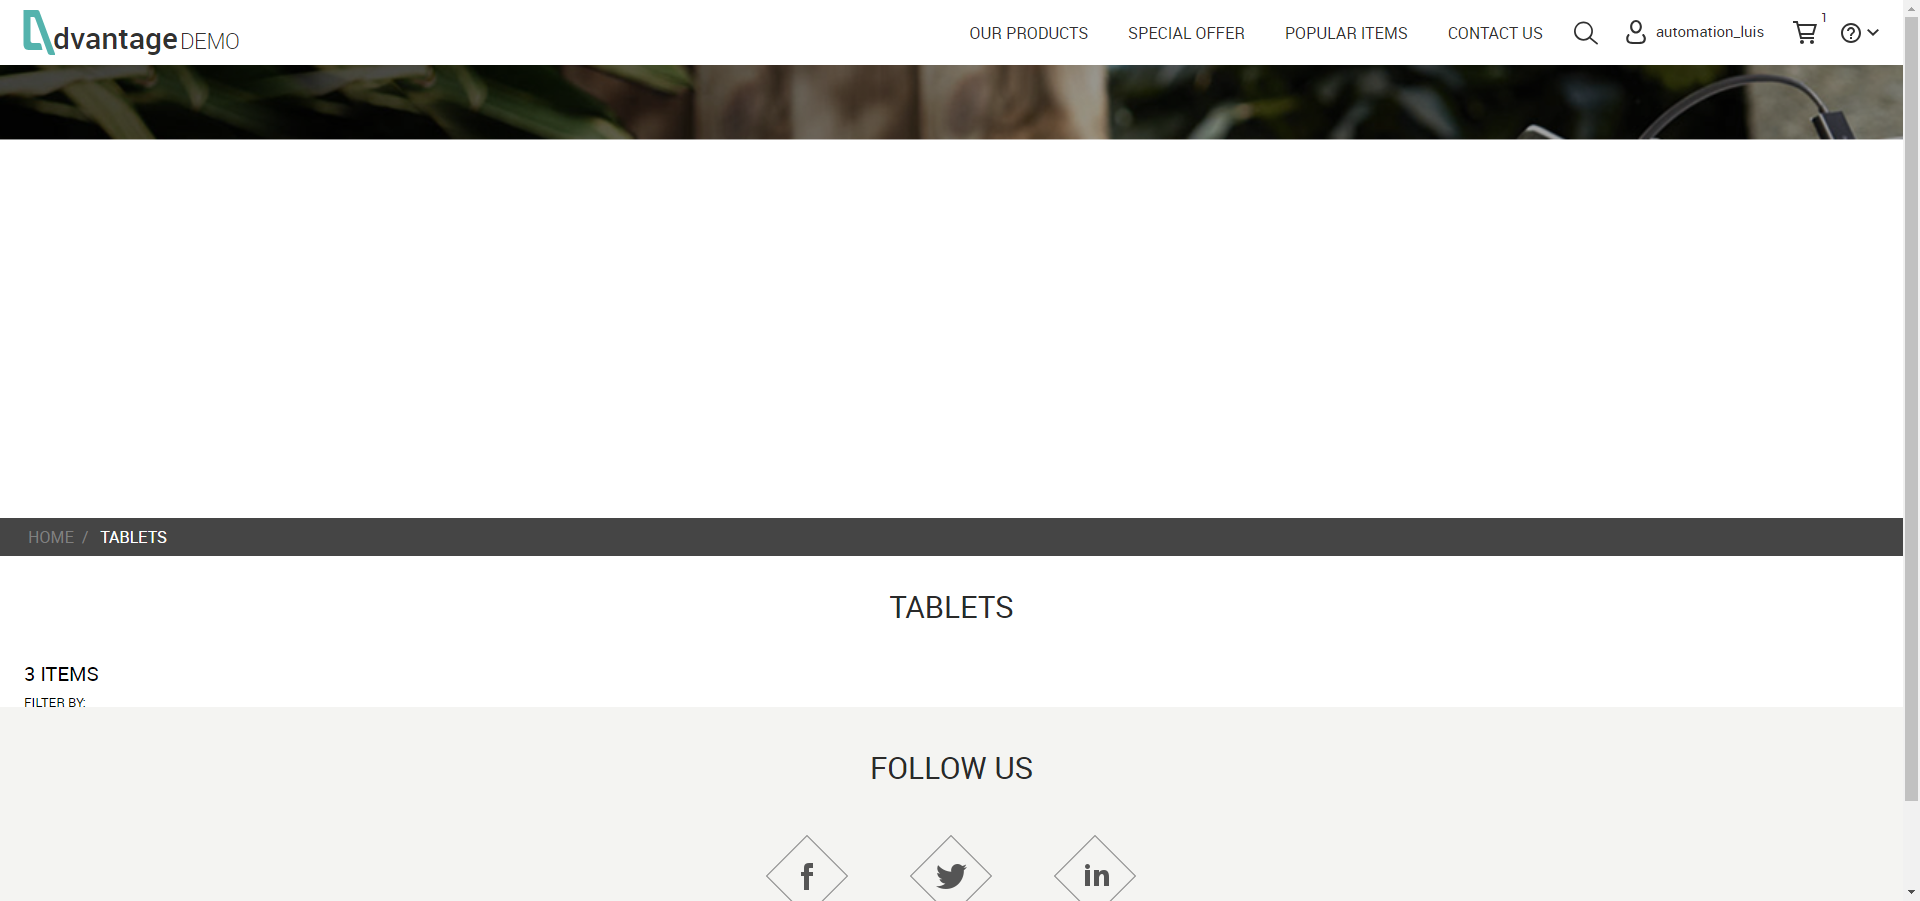 dvantage DEMO
OUR PRODUCTS SPECIAL OFFER POPULAR ITEMS CONTACT US automation_luis 1
HOME / TABLETS
TABLETS
3 ITEMS
FILTER BY:
FOLLOW US